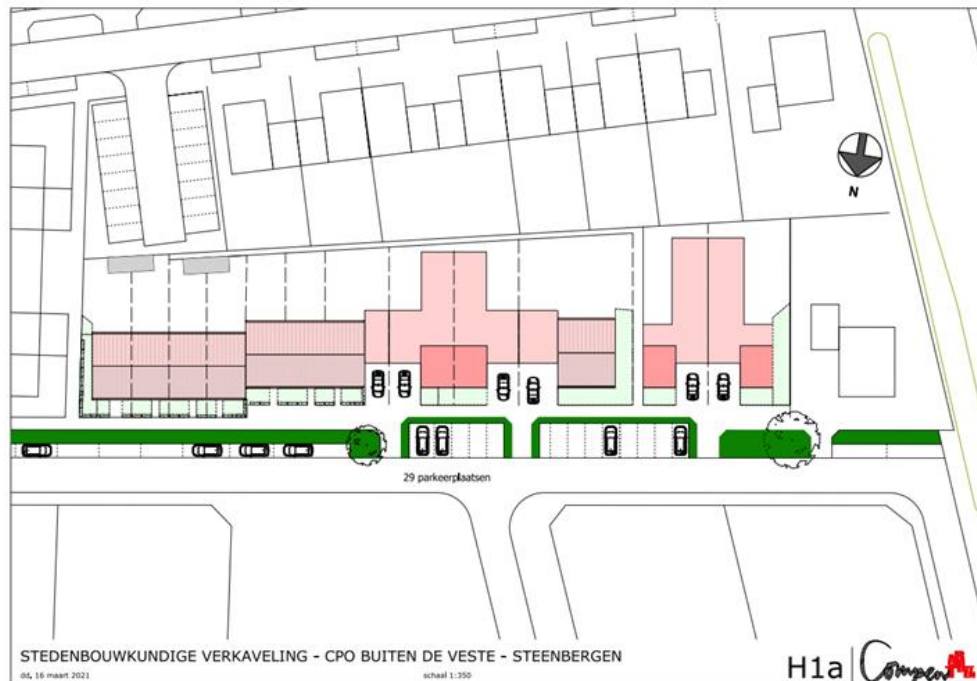 N
29 parkeerplaatsen
STEDENBOUWKUNDIGE VERKAVELING - CPO BUITEN DE VESTE - STEENBERGEN
dd, 16 maart 2021
schaal 1:350
H1a